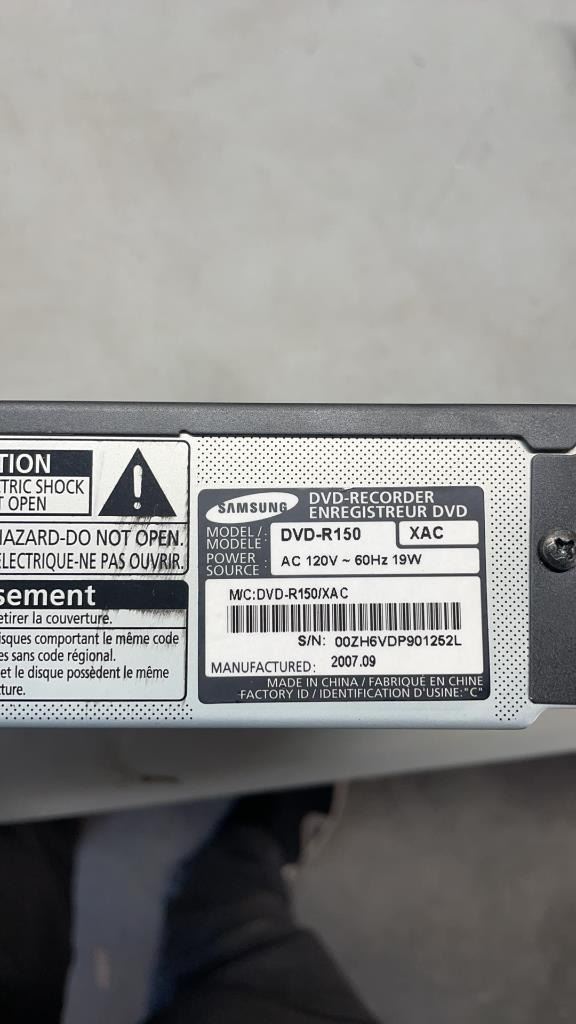 TION
TRIC SHOCK
T OPEN
HAZARD-DO NOT OPEN.
ELECTRIQUE-NE PAS OUVRIR.
sement
etirer la couverture.
isques comportant le même code
es sans code régional.
et le disque possèdent le même
ture.
SAMSUNG
DVD-RECORDER
ENREGISTREUR DVD
MODEL /
MODÈLE :
DVD-R150
XAC
POWER
SOURCE :
AC 120V ~ 60Hz 19W
M/C:DVD-R150/XAC
S/N: 00ZH6VDP901252L
MANUFACTURED: 2007.09
MADE IN CHINA / FABRIQUÉ EN CHINE
FACTORY ID / IDENTIFICATION D'USINE:"C"